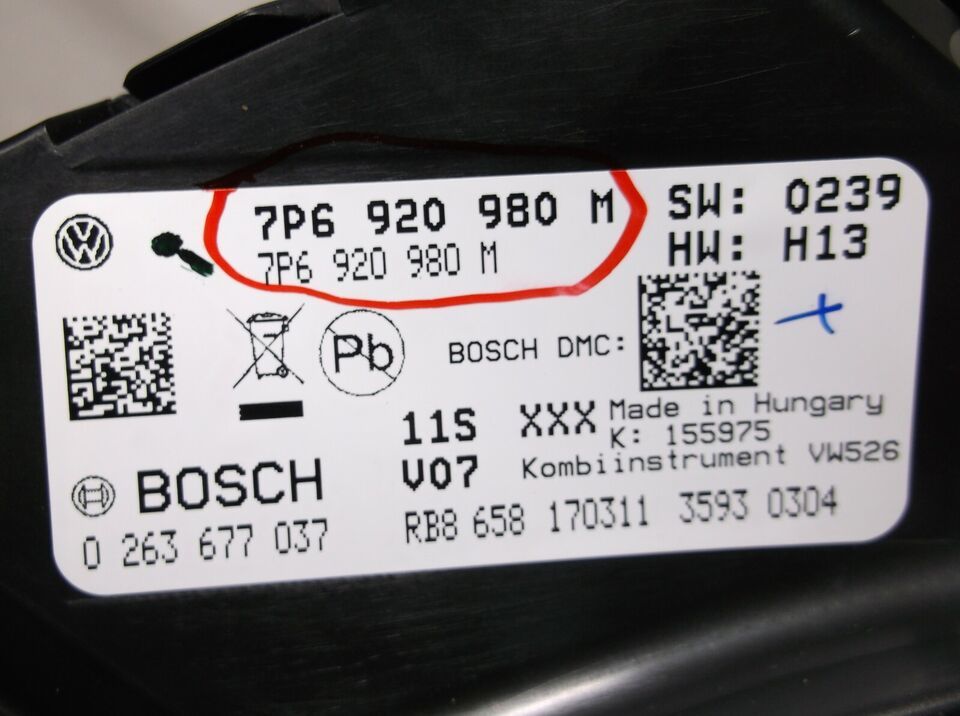 7P6 920 980 M
7P6 920 980 M
SW: 0239
HW: H13
Pb
BOSCH DMC:
11S XXX
V07
Made in Hungary
K: 155975
Kombiinstrument VW526
BOSCH
0 263 677 037
RB8 658 170311 3593 0304